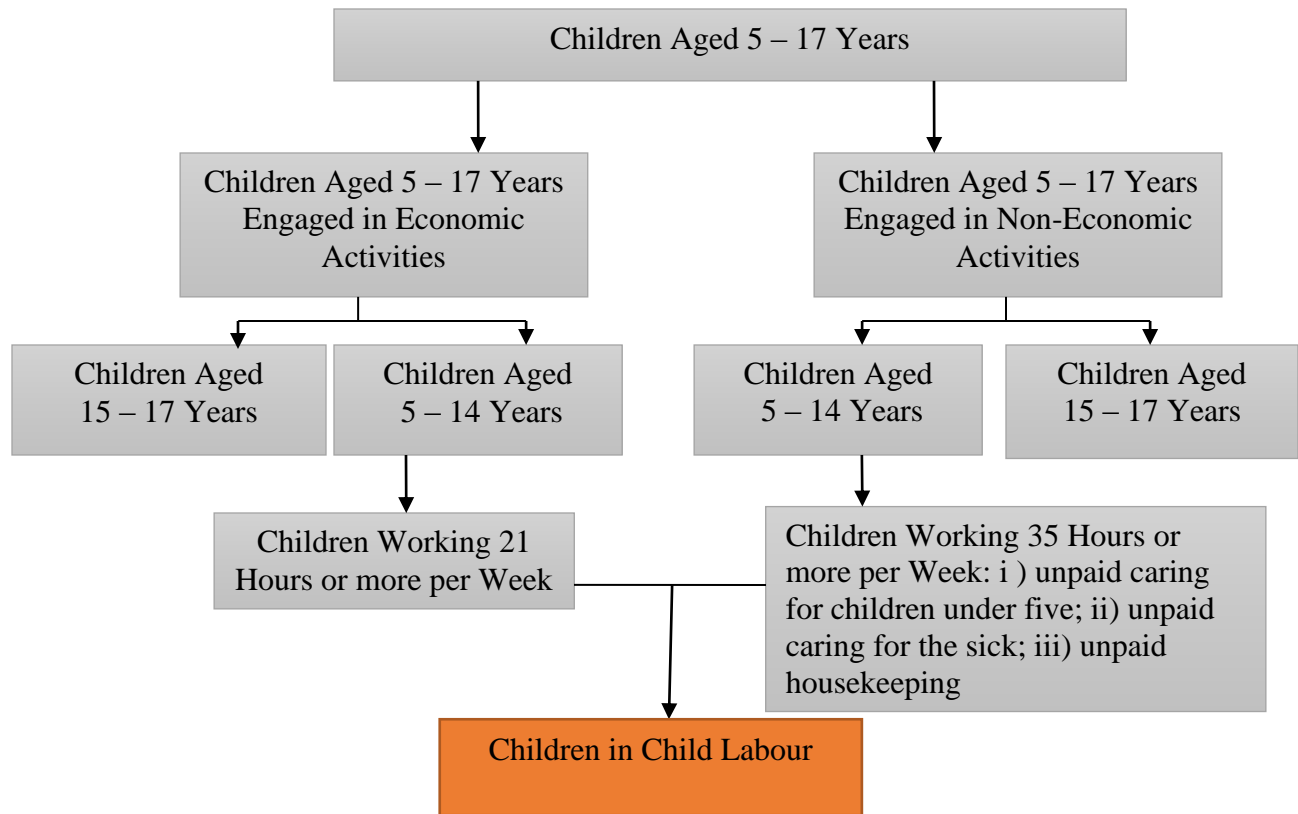 Children Aged 5 – 17 Years
Children Aged 5 – 17 Years
Engaged in Economic
Activities
Children Aged 5 – 17 Years
Engaged in Non-Economic
Activities
Children Aged
15 – 17 Years
Children Aged
5 – 14 Years
Children Aged
5 – 14 Years
Children Aged
15 – 17 Years
Children Working 21
Hours or more per Week
Children Working 35 Hours or
more per Week: i ) unpaid caring
for children under five; ii) unpaid
caring for the sick; iii) unpaid
housekeeping
Children in Child Labour